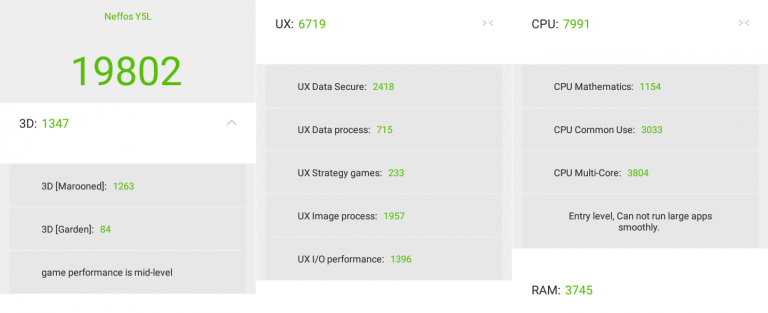 Neffos Y5L
19802
3D: 1347
3D [Marooned]: 1263
3D [Garden]: 84
game performance is mid-level
UX: 6719
UX Data Secure: 2418
UX Data process: 715
UX Strategy games: 233
UX Image process: 1957
UX I/O performance: 1396
CPU: 7991
CPU Mathematics: 1154
CPU Common Use: 3033
CPU Multi-Core: 3804
Entry level, Can not run large apps
smoothly.
RAM: 3745